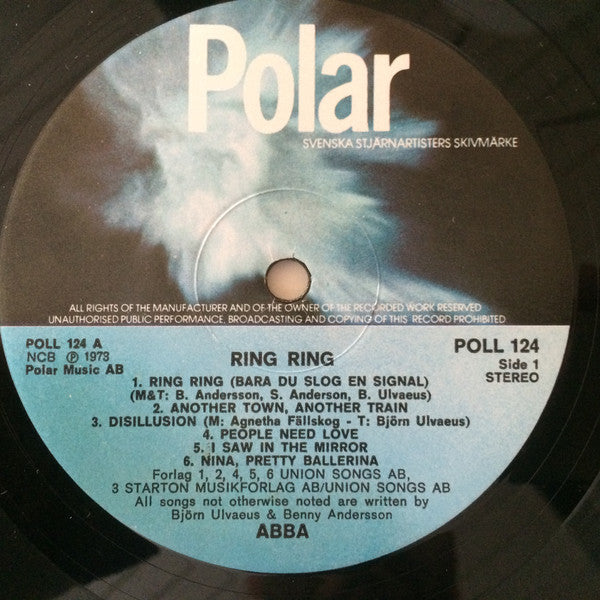 Polar
SVENSKA STJÄRNARTISTERS SKIVMÄRKE
ALL RIGHTS OF THE MANUFACTURER AND OF THE OWNER OF THE RECORDED WORK RESERVED
UNAUTHORISED PUBLIC PERFORMANCE, BROADCASTING AND COPYING OF THIS RECORD PROHIBITED
POLL 124 A
NCB Ⓟ 1973
Polar Music AB
RING RING
POLL 124
Side 1
STEREO
1. RING RING (BARA DU SLOG EN SIGNAL)
(M&T: B. Andersson, S. Anderson, B. Ulvaeus)
2. ANOTHER TOWN, ANOTHER TRAIN
3. DISILLUSION (M: Agnetha Fällskog - T: Björn Ulvaeus)
4. PEOPLE NEED LOVE
5. I SAW IN THE MIRROR
6. NINA, PRETTY BALLERINA
Forlag 1, 2, 4, 5, 6 UNION SONGS AB,
3 STARTON MUSIKFORLAG AB/UNION SONGS AB
All songs not otherwise noted are written by
Björn Ulvaeus & Benny Andersson
ABBA